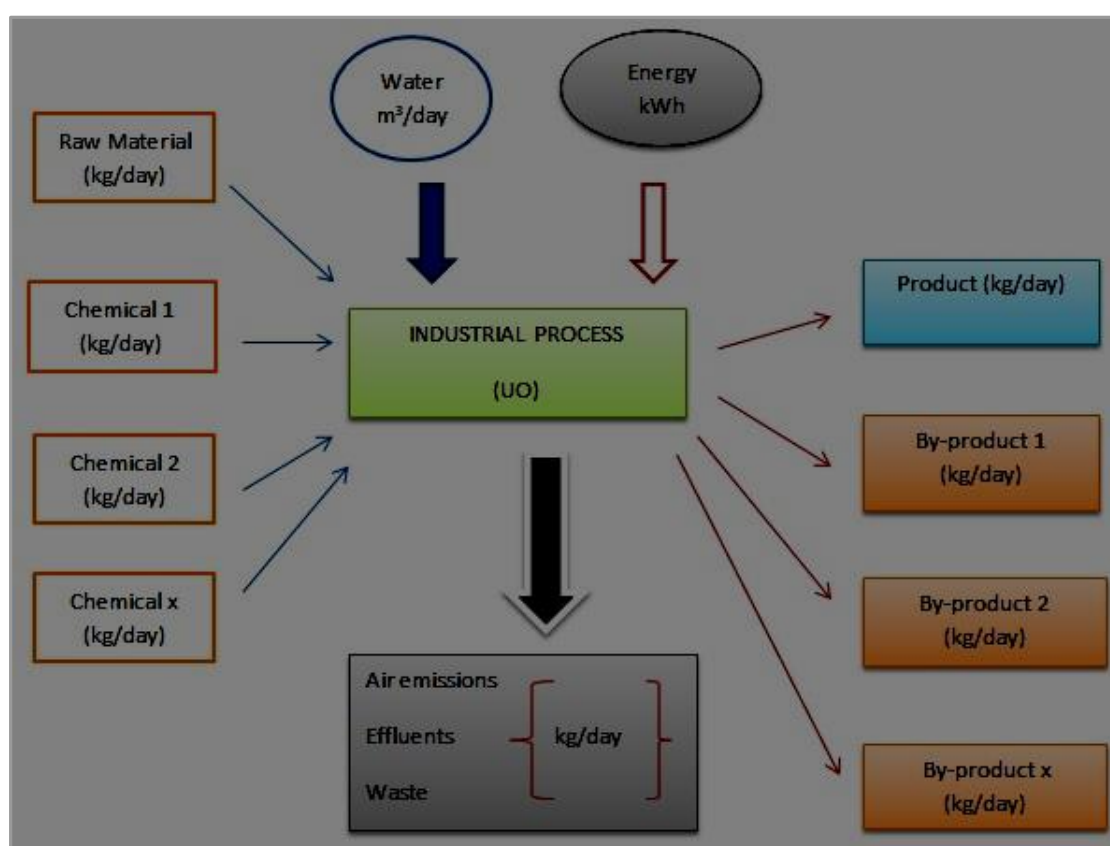 Water
m³/day
Energy
kWh
Raw Material
(kg/day)
Chemical 1
(kg/day)
Chemical 2
(kg/day)
Chemical x
(kg/day)
INDUSTRIAL PROCESS
(UO)
Product (kg/day)
By-product 1
(kg/day)
By-product 2
(kg/day)
By-product x
(kg/day)
Air emissions
Effluents
kg/day
Waste